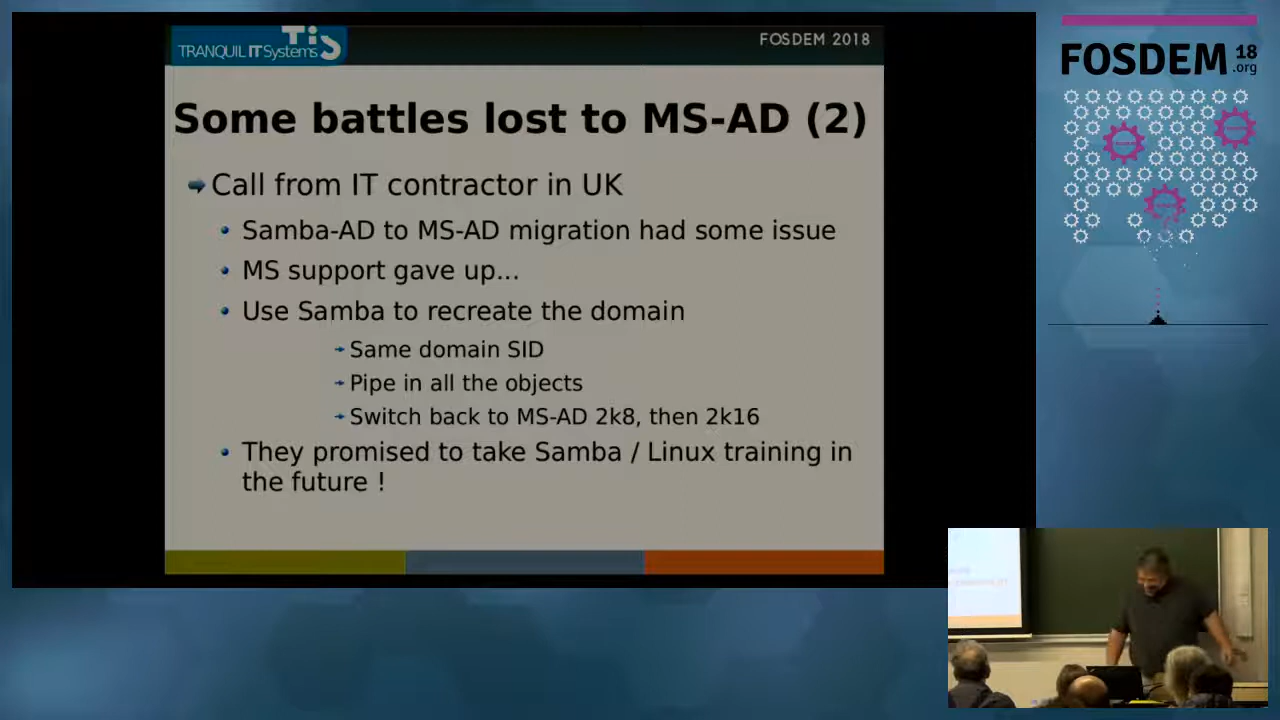 TRANQUIL IT Systems
TiS
FOSDEM 2018
Some battles lost to MS-AD (2)
Call from IT contractor in UK
Samba-AD to MS-AD migration had some issue
MS support gave up...
Use Samba to recreate the domain
Same domain SID
Pipe in all the objects
Switch back to MS-AD 2k8, then 2k16
They promised to take Samba / Linux training in
the future !
FOSDEM 18
.org